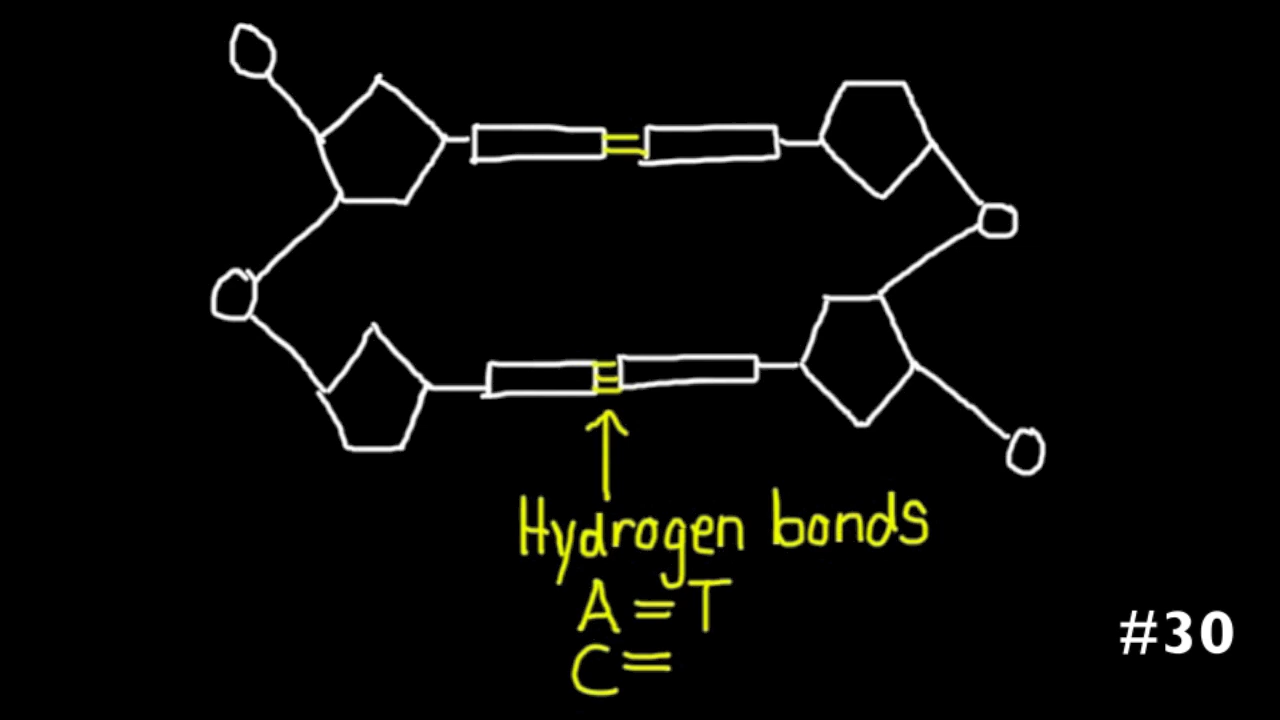 Hydrogen bonds
A = T
C =
#30